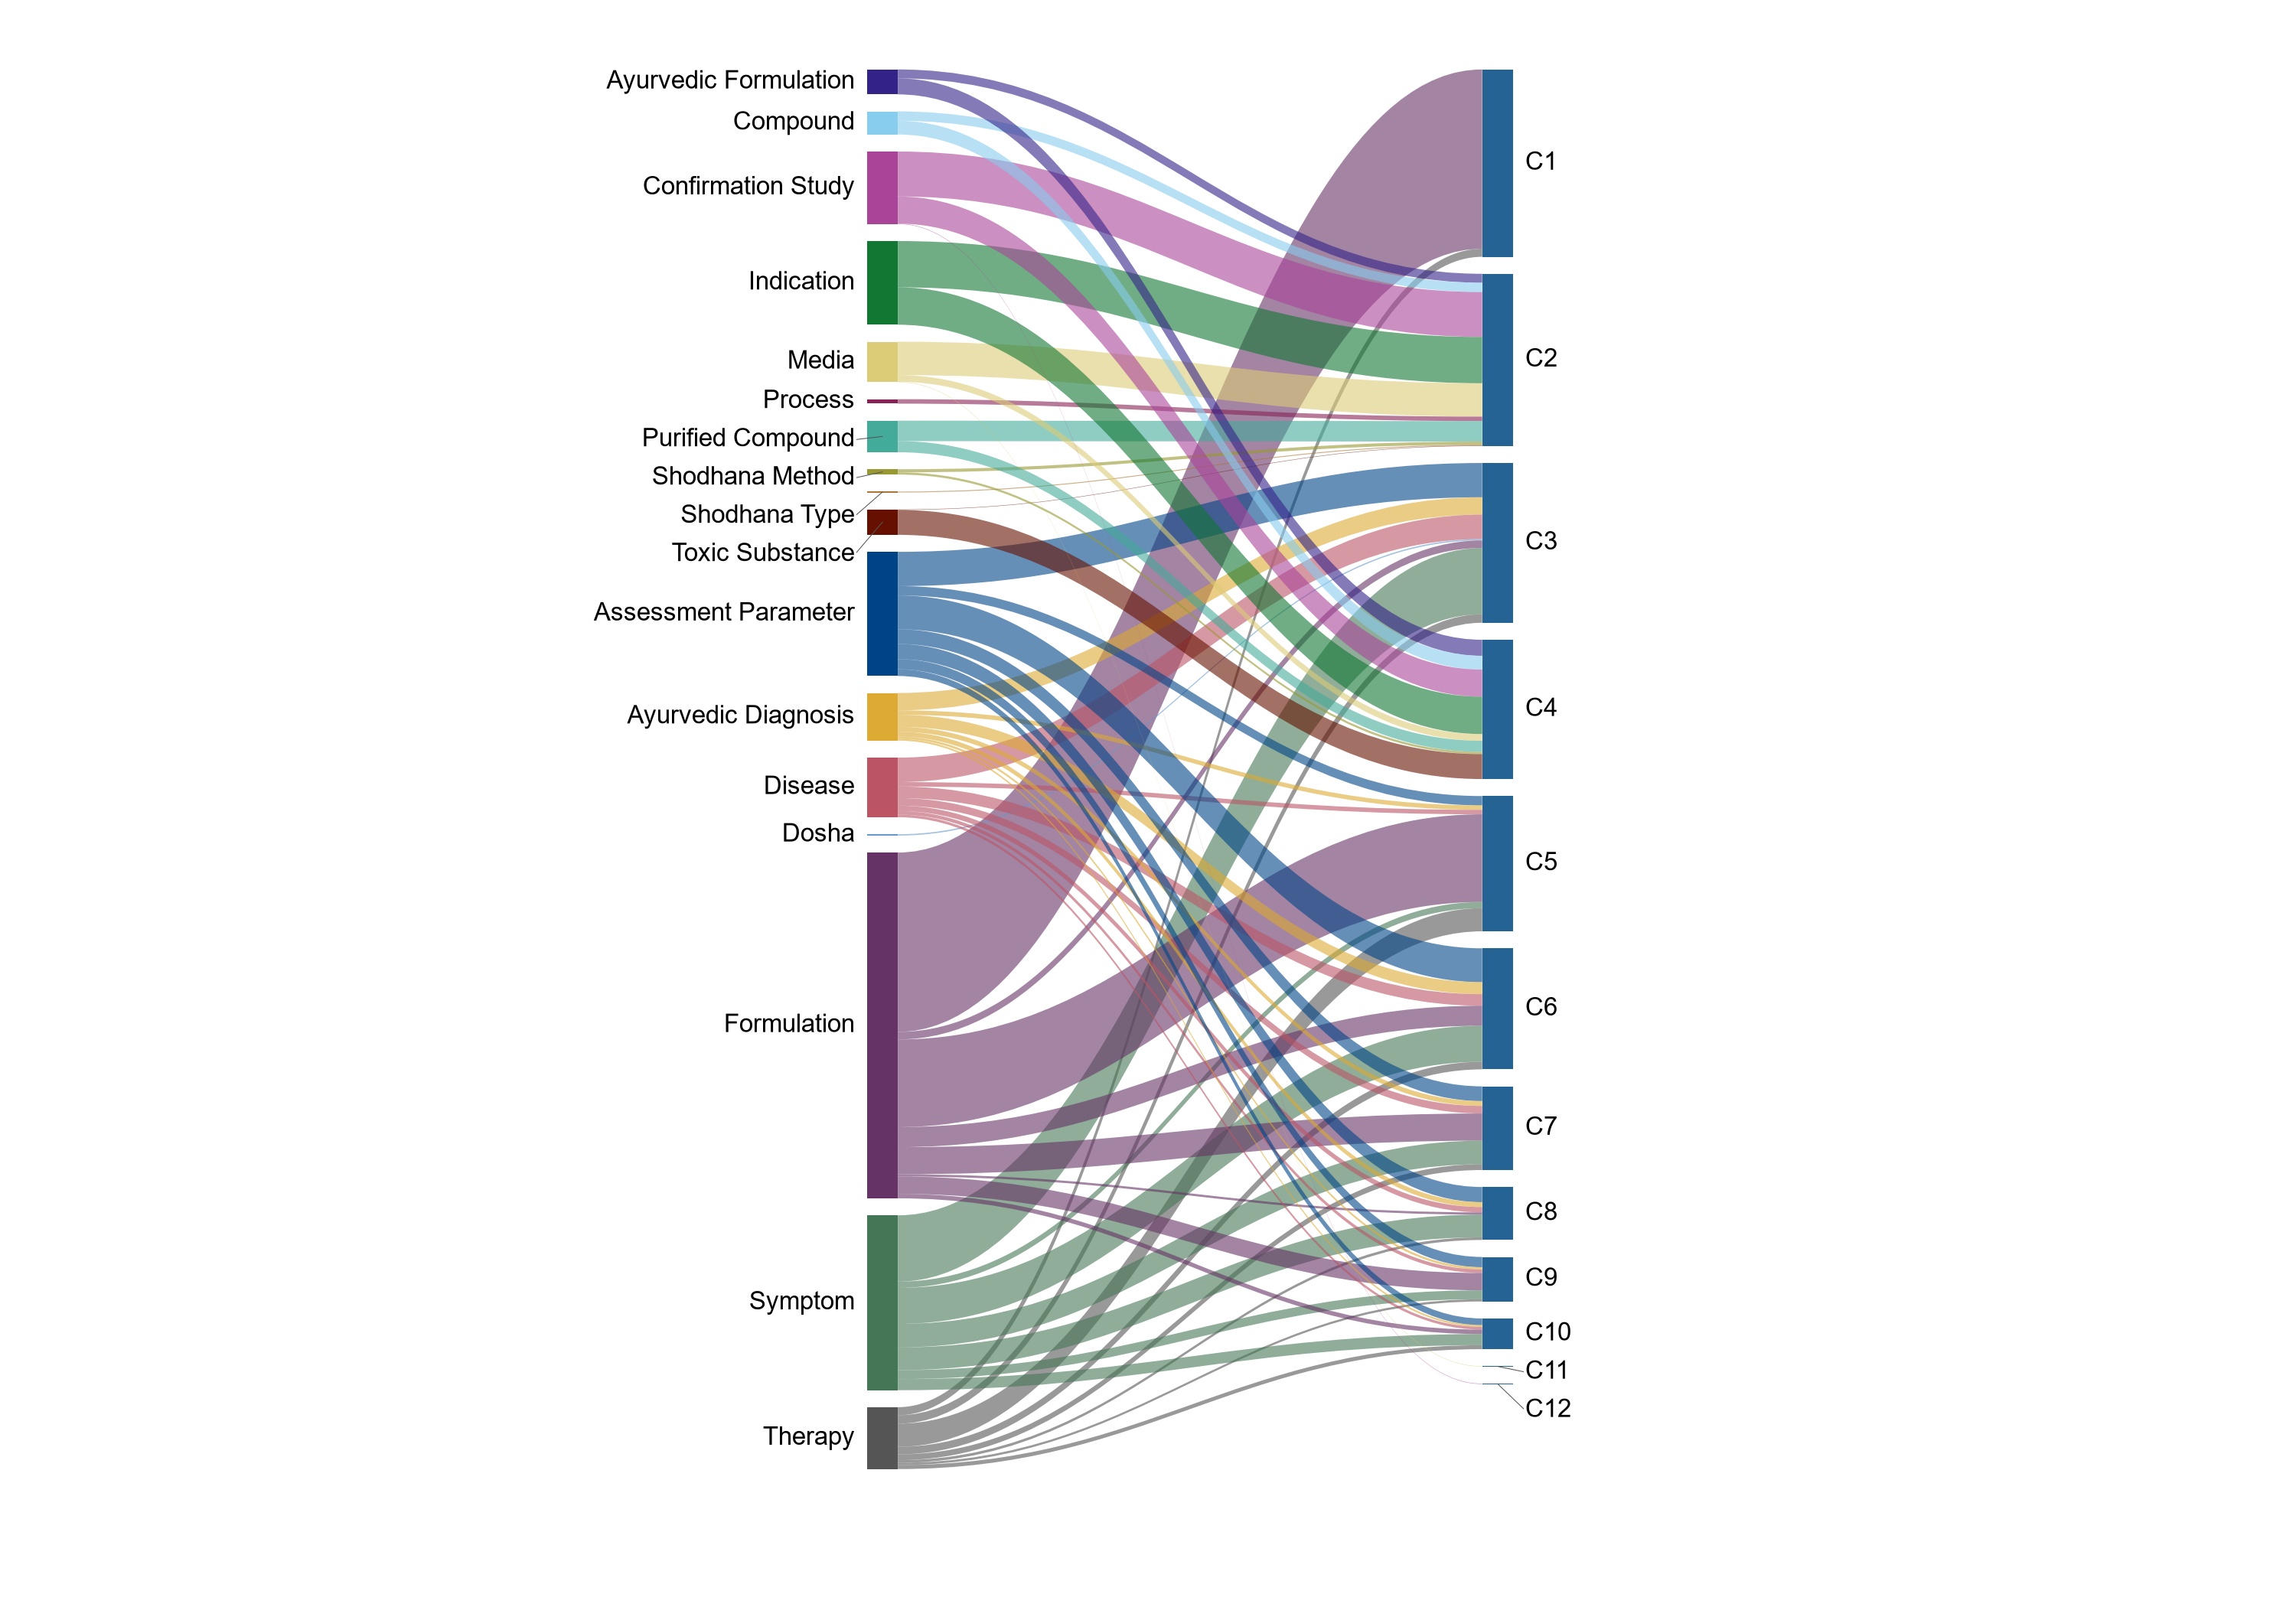 Ayurvedic Formulation
Compound
Confirmation Study
Indication
Media
Process
Purified Compound
Shodhana Method
Shodhana Type
Toxic Substance
Assessment Parameter
Ayurvedic Diagnosis
Disease
Dosha
Formulation
Symptom
Therapy
C1
C2
C3
C4
C5
C6
C7
C8
C9
C10
C11
C12